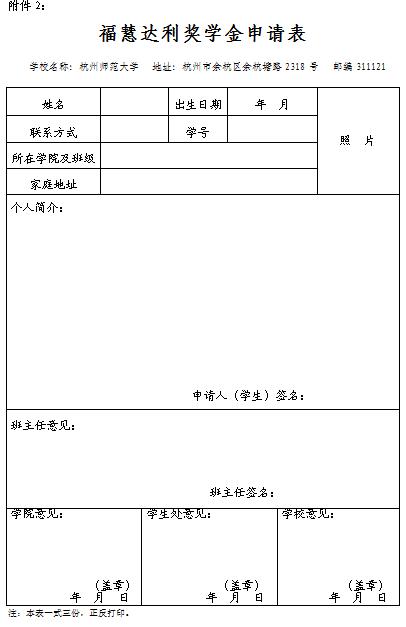 附件 2：
福慧达利奖学金申请表
学校名称：杭州师范大学 地址：杭州市余杭区余杭塘路 2318 号 邮编 311121
姓名 出生日期 年 月 照 片
联系方式 学号
所在学院及班级
家庭地址
个人简介：
申请人（学生）签名：
班主任意见：
班主任签名：
学院意见： 学生处意见： 学校意见：
（盖章） （盖章） （盖章）
年 月 日 年 月 日 年 月 日
注：本表一式三份，正反打印。